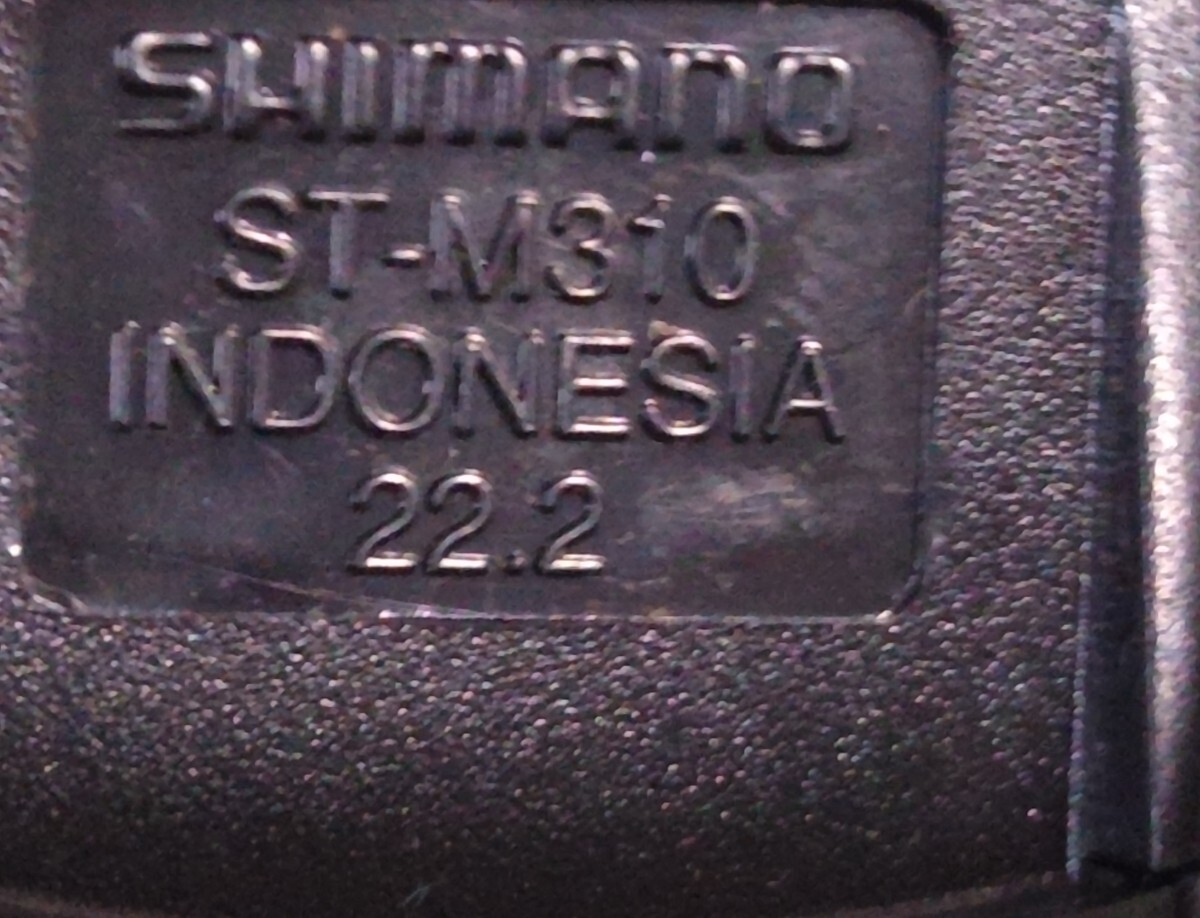 SHIMANO
ST-M310
INDONESIA
22.2